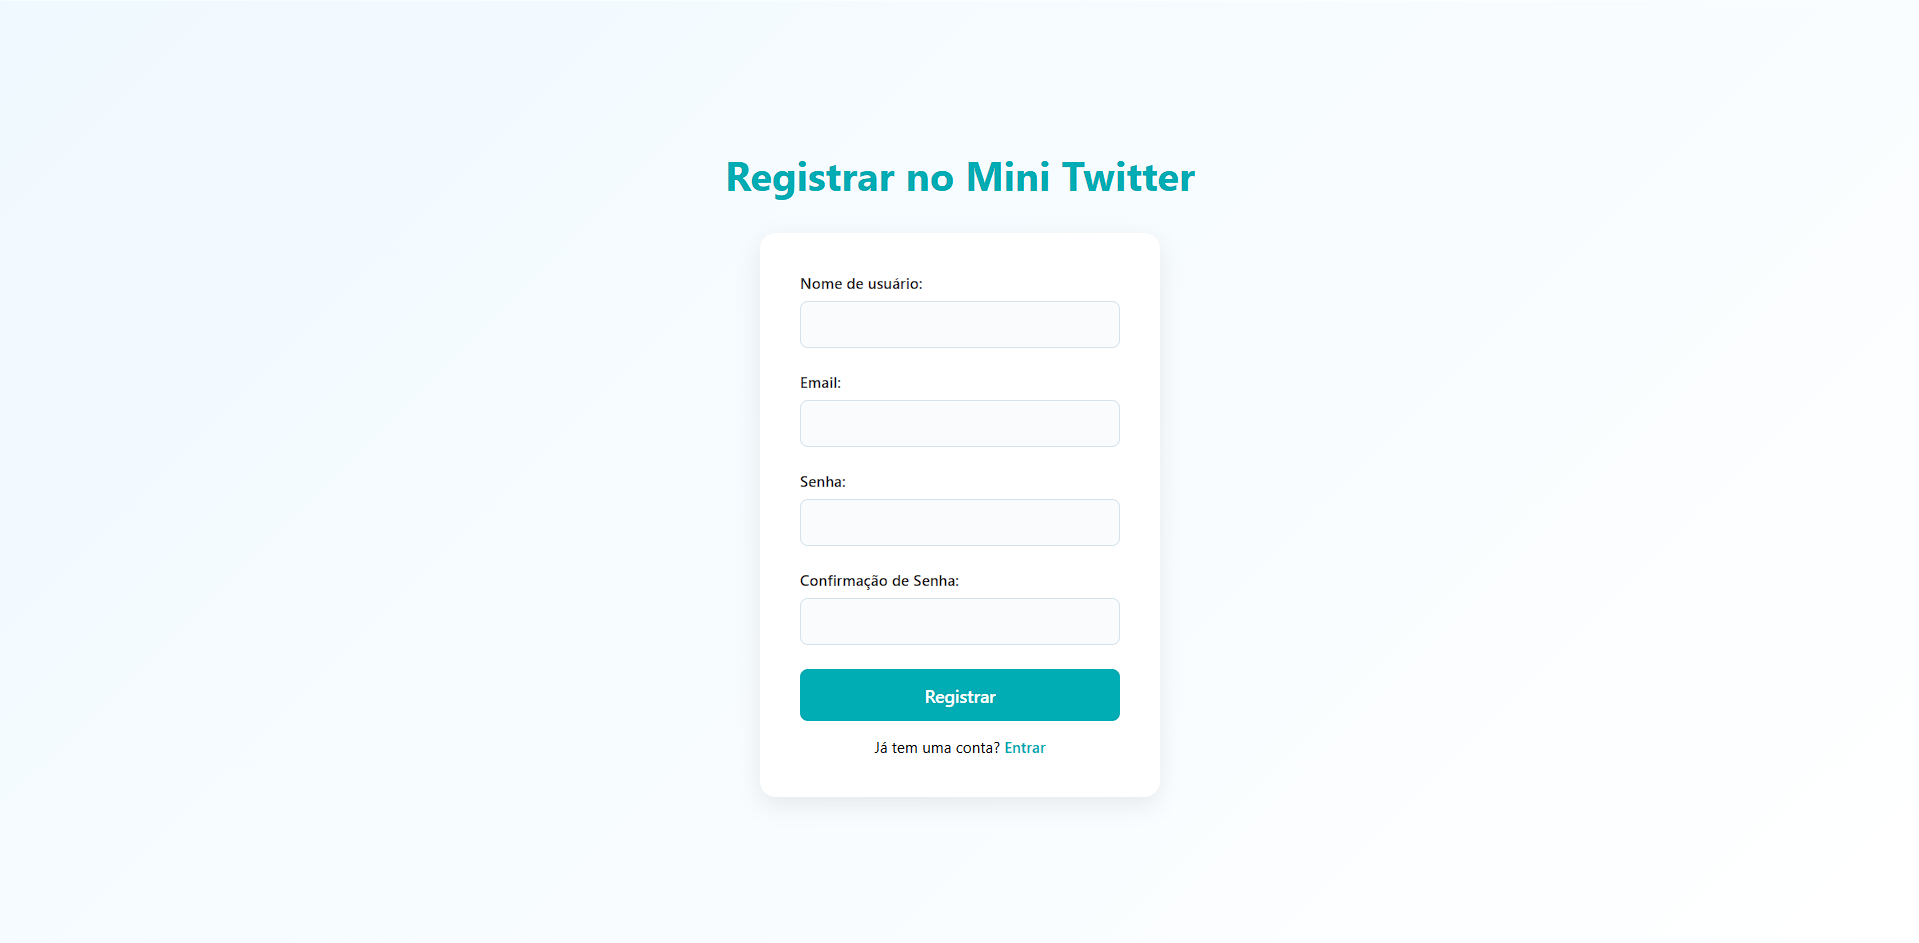 Registrar no Mini Twitter
Nome de usuário:
Email:
Senha:
Confirmação de Senha:
Registrar
Já tem uma conta? Entrar